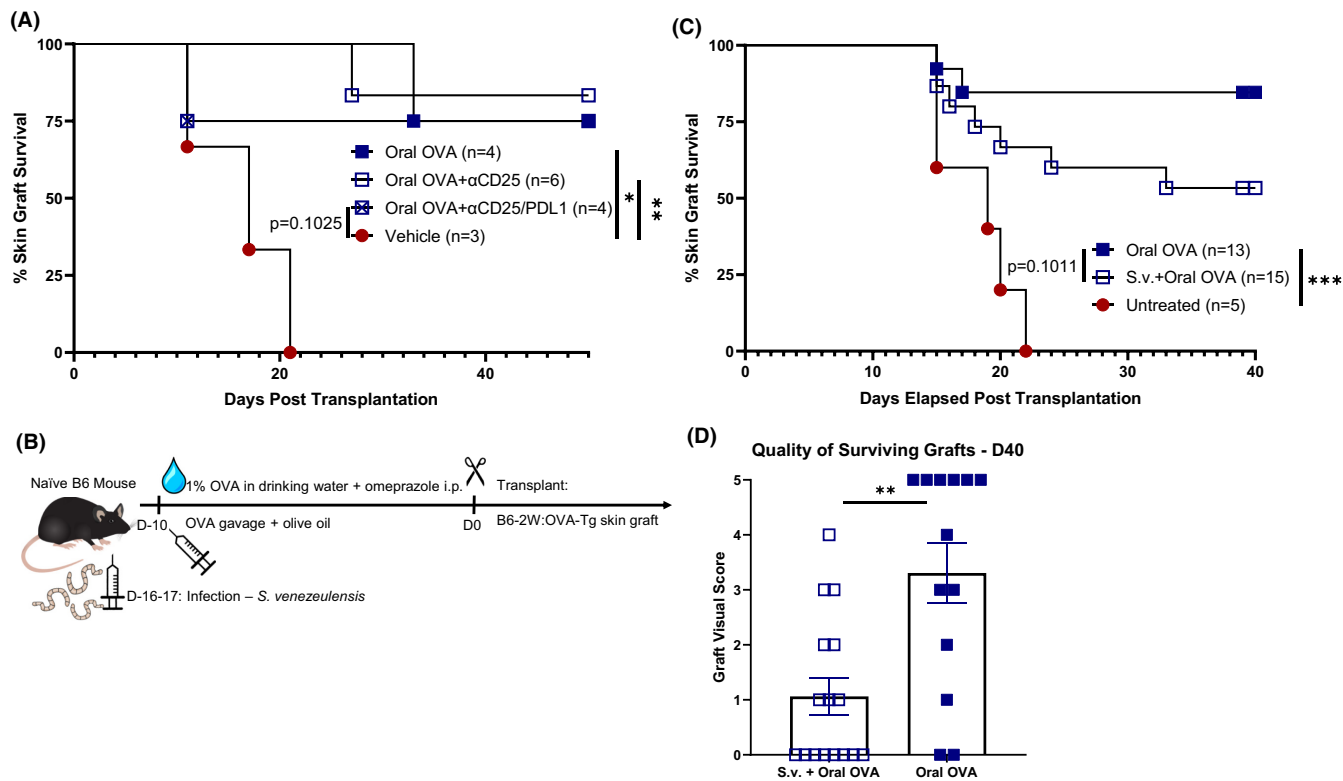 (A)
100
75
50
25
0
% Skin Graft Survival
0 20 40
Days Post Transplantation
Oral OVA (n=4)
Oral OVA+αCD25 (n=6)
Oral OVA+αCD25/PDL1 (n=4)
Vehicle (n=3)
p=0.1025
*
**
(B)
Naïve B6 Mouse
1% OVA in drinking water + omeprazole i.p.
Transplant:
D-10
OVA gavage + olive oil
D0
B6-2W:OVA-Tg skin graft
D-16-17: Infection – S. venezeulensis
(C)
100
75
50
25
0
% Skin Graft Survival
0 10 20 30 40
Days Elapsed Post Transplantation
Oral OVA (n=13)
S.v.+Oral OVA (n=15)
Untreated (n=5)
p=0.1011
***
(D)
Quality of Surviving Grafts - D40
5
4
3
2
1
0
Graft Visual Score
**
S.v. + Oral OVA
Oral OVA